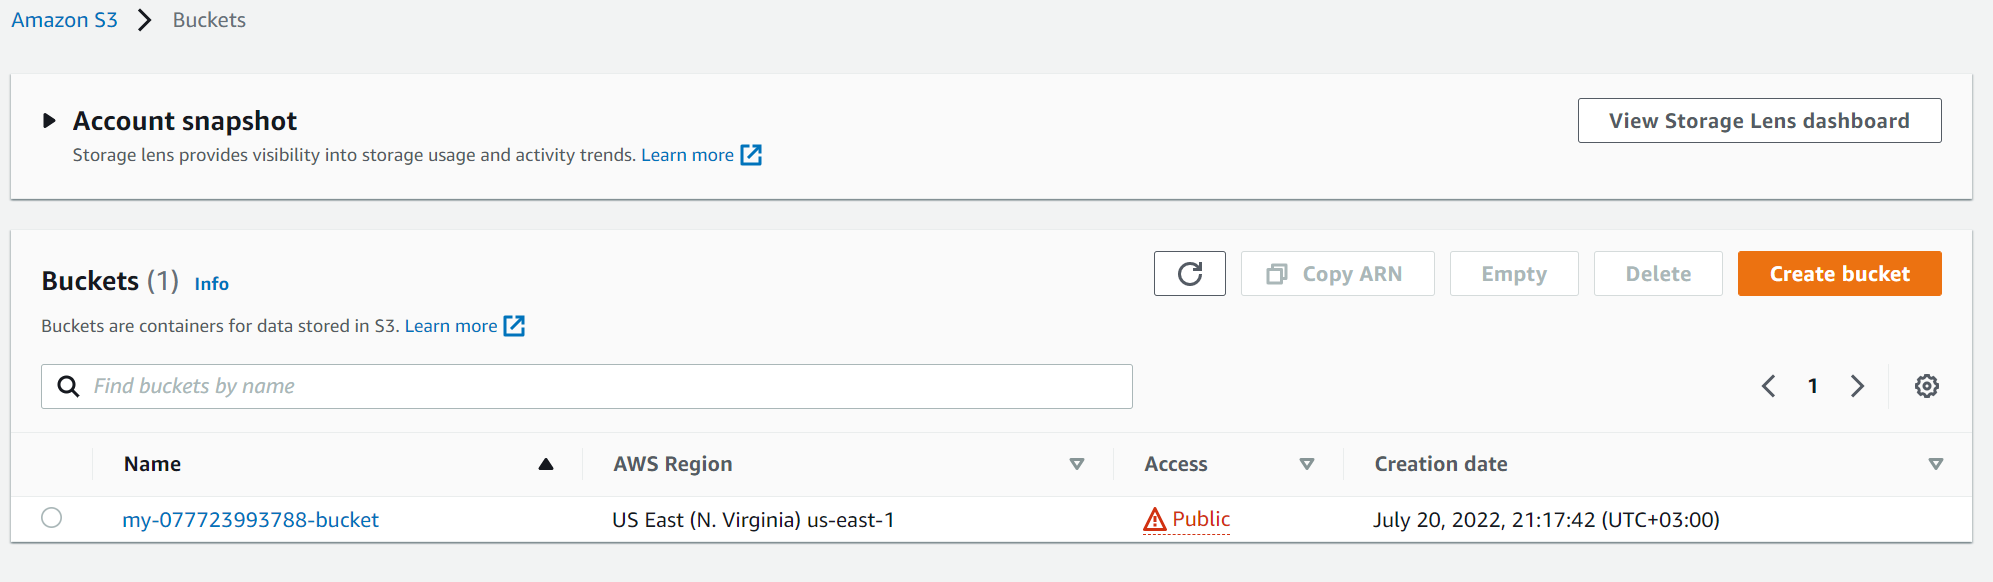 Amazon S3 > Buckets
Account snapshot
View Storage Lens dashboard
Storage lens provides visibility into storage usage and activity trends. Learn more
Buckets (1) Info
Copy ARN Empty Delete Create bucket
Buckets are containers for data stored in S3. Learn more
Find buckets by name
1
Name AWS Region Access Creation date
my-077723993788-bucket US East (N. Virginia) us-east-1 Public July 20, 2022, 21:17:42 (UTC+03:00)